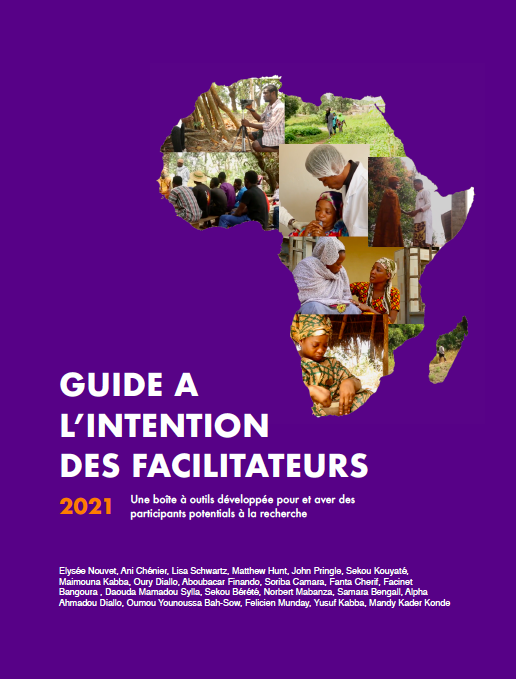 GUIDE A
L'INTENTION
DES FACILITATEURS
2021
Une boîte à outils développée pour et aver des
participants potentials à la recherche
Elysée Nouvet, Ani Chénier, Lisa Schwartz, Matthew Hunt, John Pringle, Sekou Kouyaté,
Maimouna Kabba, Oury Diallo, Aboubacar Finando, Soriba Camara, Fanta Cherif, Facinet
Bangoura , Daouda Mamadou Sylla, Sekou Bérété, Norbert Mabanza, Samara Bengall, Alpha
Ahmadou Diallo, Oumou Younoussa Bah-Sow, Felicien Munday, Yusuf Kabba, Mandy Kader Konde